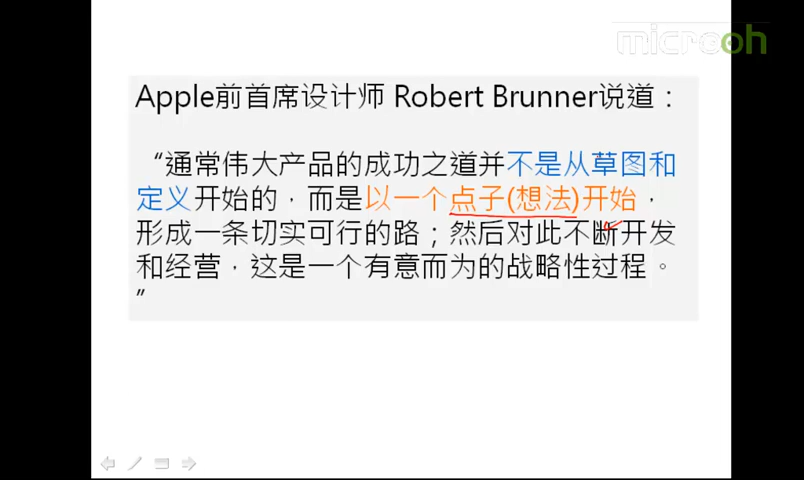 microoh
Apple前首席设计师 Robert Brunner说道：
“通常伟大产品的成功之道并不是从草图和
定义开始的，而是以一个点子(想法)开始，
形成一条切实可行的路；然后对此不断开发
和经营，这是一个有意而为的战略性过程。
”